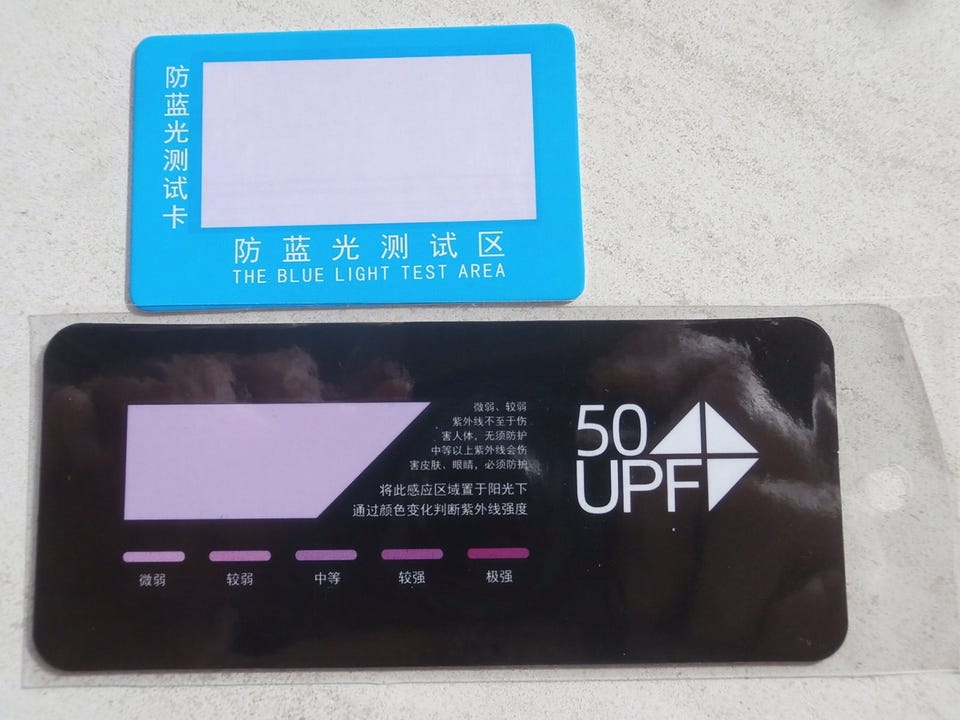 防蓝光测试卡
防蓝光测试区
THE BLUE LIGHT TEST AREA
微弱、较弱
紫外线不至于伤
害人体，无须防护
中等以上紫外线会伤
害皮肤、眼睛，必须防护
将此感应区域置于阳光下
通过颜色变化判断紫外线强度
微弱 较弱 中等 较强 极强
50
UPF